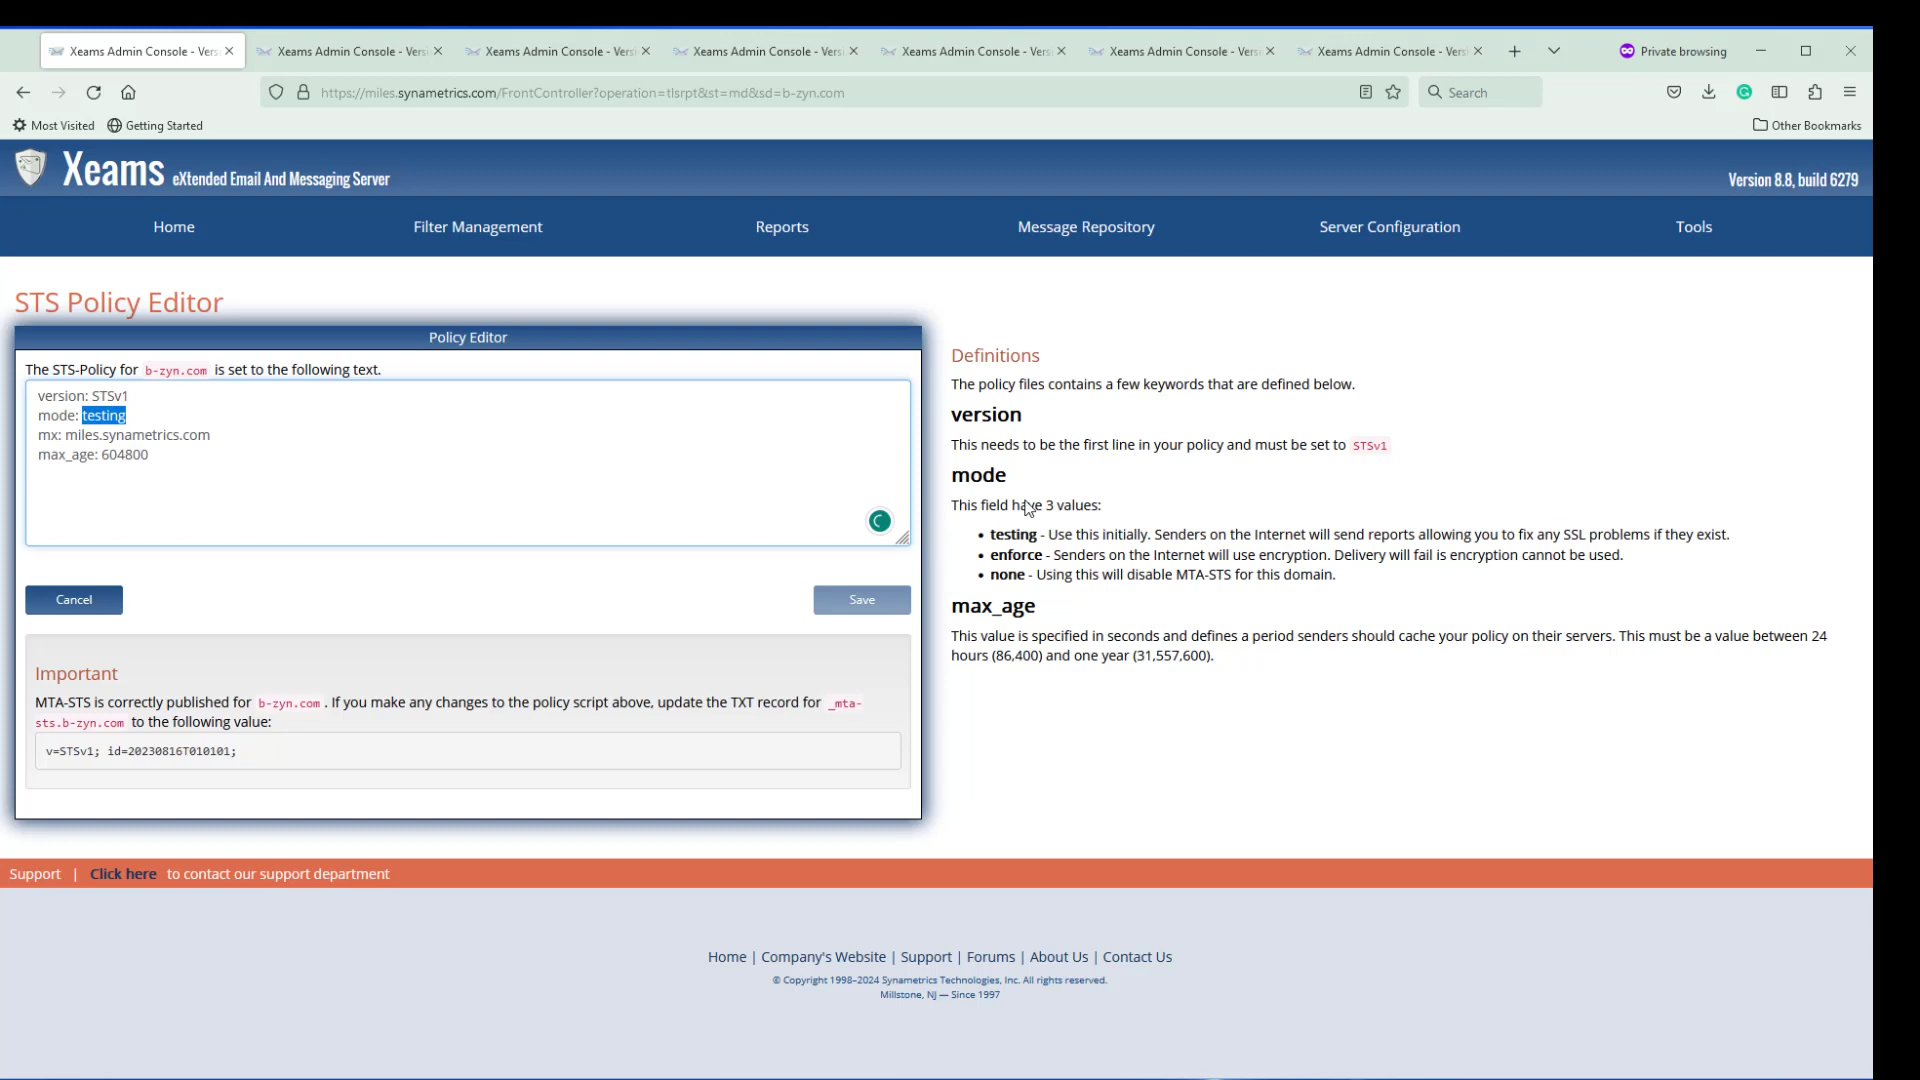 Xeams Admin Console - Vers
Xeams Admin Console - Versi
Xeams Admin Console - Versi
Xeams Admin Console - Versi
Xeams Admin Console - Versi
Xeams Admin Console - Versi
Xeams Admin Console - Versi
Private browsing
https://miles.synametrics.com/FrontController?operation=tlsrpt&st=md&sd=b-zyn.com
Search
Most Visited
Getting Started
Other Bookmarks
Xeams eXtended Email And Messaging Server
Version 8.8, build 6279
Home
Filter Management
Reports
Message Repository
Server Configuration
Tools
STS Policy Editor
Policy Editor
The STS-Policy for b-zyn.com is set to the following text.
version: STSv1
mode: testing
mx: miles.synametrics.com
max_age: 604800
Cancel
Save
Important
MTA-STS is correctly published for b-zyn.com . If you make any changes to the policy script above, update the TXT record for _mta-
sts.b-zyn.com to the following value:
v=STSv1; id=20230816T010101;
Definitions
The policy files contains a few keywords that are defined below.
version
This needs to be the first line in your policy and must be set to STSv1
mode
This field have 3 values:
• testing - Use this initially. Senders on the Internet will send reports allowing you to fix any SSL problems if they exist.
• enforce - Senders on the Internet will use encryption. Delivery will fail is encryption cannot be used.
• none - Using this will disable MTA-STS for this domain.
max_age
This value is specified in seconds and defines a period senders should cache your policy on their servers. This must be a value between 24
hours (86,400) and one year (31,557,600).
Support | Click here to contact our support department
Home | Company's Website | Support | Forums | About Us | Contact Us
© Copyright 1998–2024 Synametrics Technologies, Inc. All rights reserved.
Millstone, NJ — Since 1997